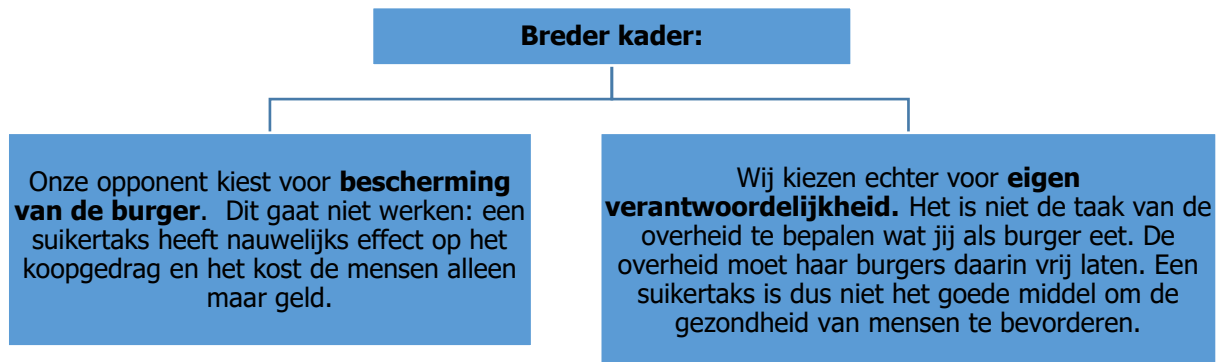 Breder kader:
Onze opponent kiest voor bescherming
van de burger.  Dit gaat niet werken: een
suikertaks heeft nauwelijks effect op het
koopgedrag en het kost de mensen alleen
maar geld.
Wij kiezen echter voor eigen
verantwoordelijkheid. Het is niet de taak van de
overheid te bepalen wat jij als burger eet. De
overheid moet haar burgers daarin vrij laten. Een
suikertaks is dus niet het goede middel om de
gezondheid van mensen te bevorderen.